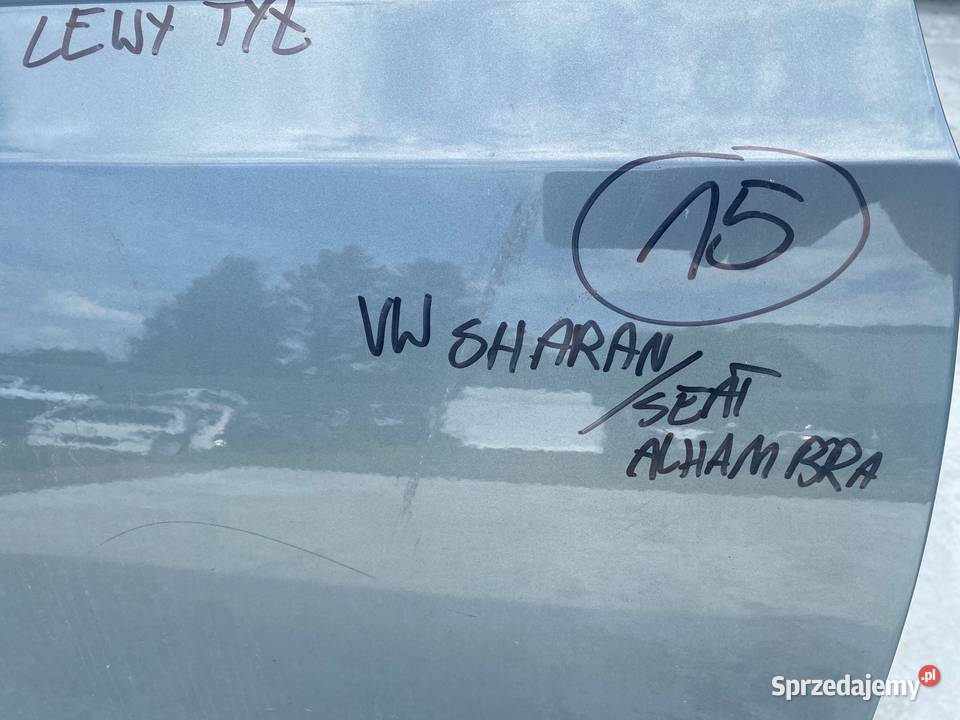 LEWY TYŁ
15
VW SHARAN/
SEAT
ALHAMBRA
Sprzedajemy.pl